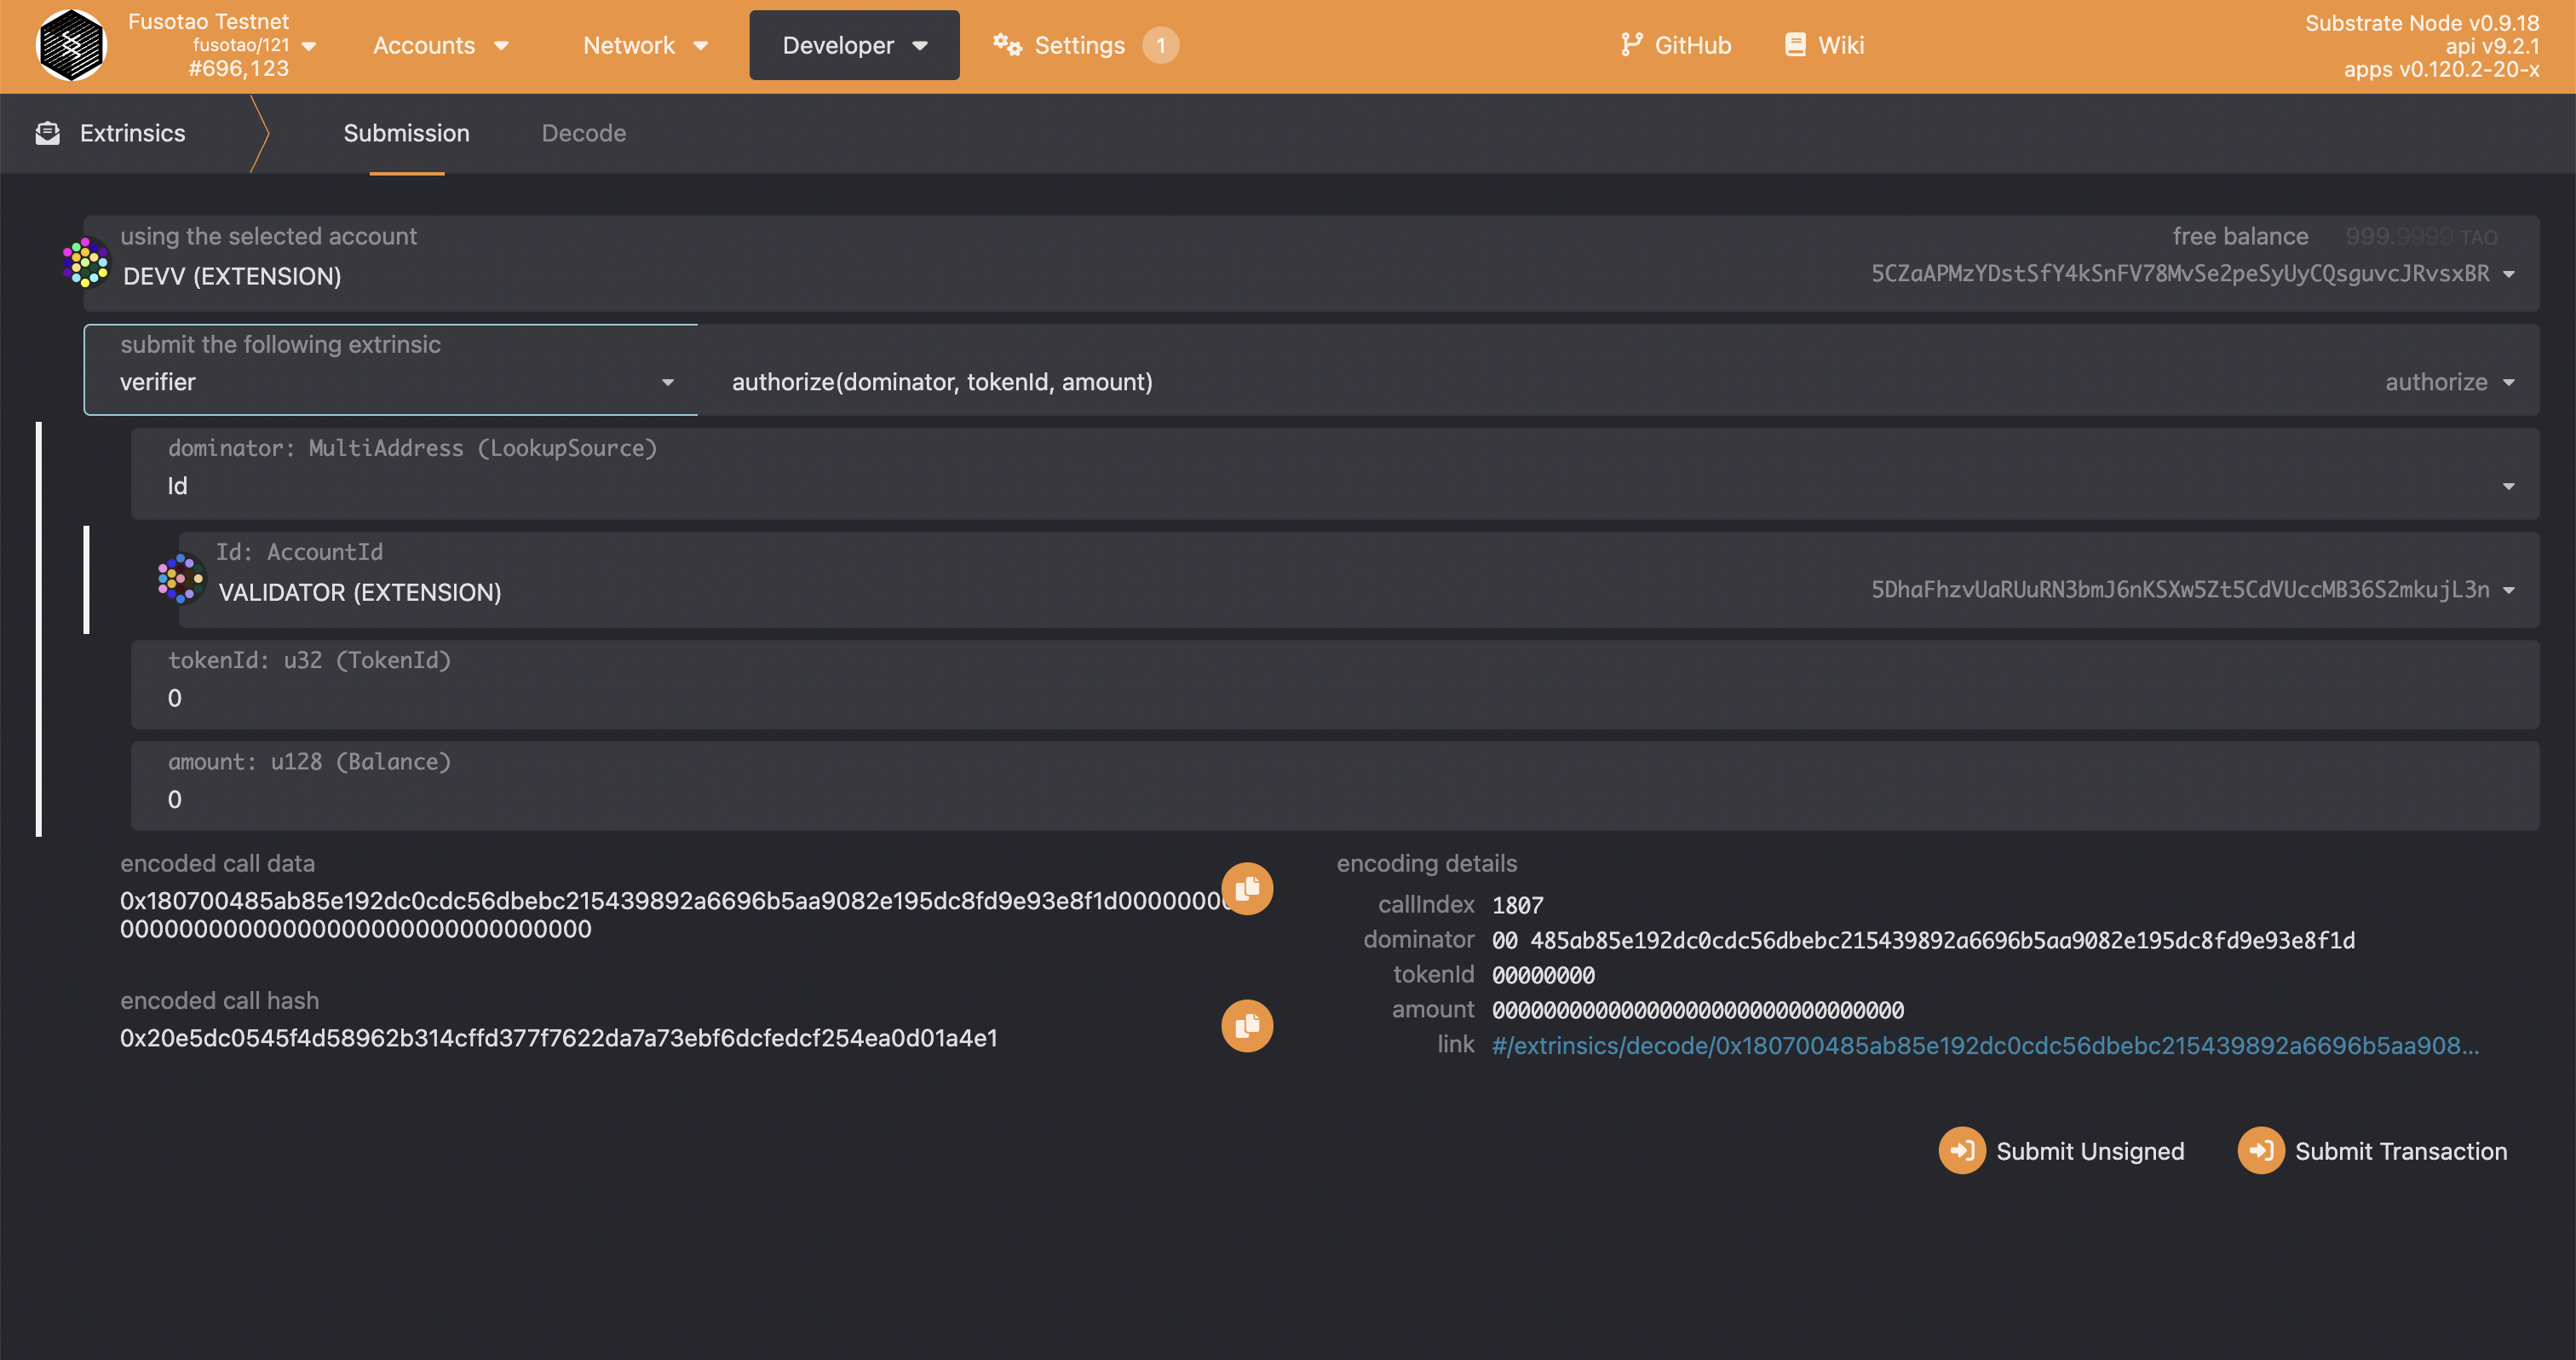 Fusotao Testnet
fusotao/121
#696,123
Accounts
Network
Developer
Settings 1
GitHub
Wiki
Substrate Node v0.9.18
api v9.2.1
apps v0.120.2-20-x
Extrinsics
Submission
Decode
using the selected account
DEVV (EXTENSION)
free balance 999.9999 TAO
5CZaAPMzYDstSfY4kSnFV78MvSe2peSyUyCQsguvcJRvsxBR
submit the following extrinsic
verifier
authorize(dominator, tokenId, amount)
authorize
dominator: MultiAddress (LookupSource)
Id
Id: AccountId
VALIDATOR (EXTENSION)
5DhaFhzvUaRUuRN3bmJ6nKSXw5Zt5CdVUccMB36S2mkujL3n
tokenId: u32 (TokenId)
0
amount: u128 (Balance)
0
encoded call data
0x180700485ab85e192dc0cdc56dbebc215439892a6696b5aa9082e195dc8fd9e93e8f1d00000000
00000000000000000000000000000000
encoded call hash
0x20e5dc0545f4d58962b314cffd377f7622da7a73ebf6dcfedcf254ea0d01a4e1
encoding details
callIndex 1807
dominator 00 485ab85e192dc0cdc56dbebc215439892a6696b5aa9082e195dc8fd9e93e8f1d
tokenId 00000000
amount 00000000000000000000000000000000
link #/extrinsics/decode/0x180700485ab85e192dc0cdc56dbebc215439892a6696b5aa908...
Submit Unsigned
Submit Transaction